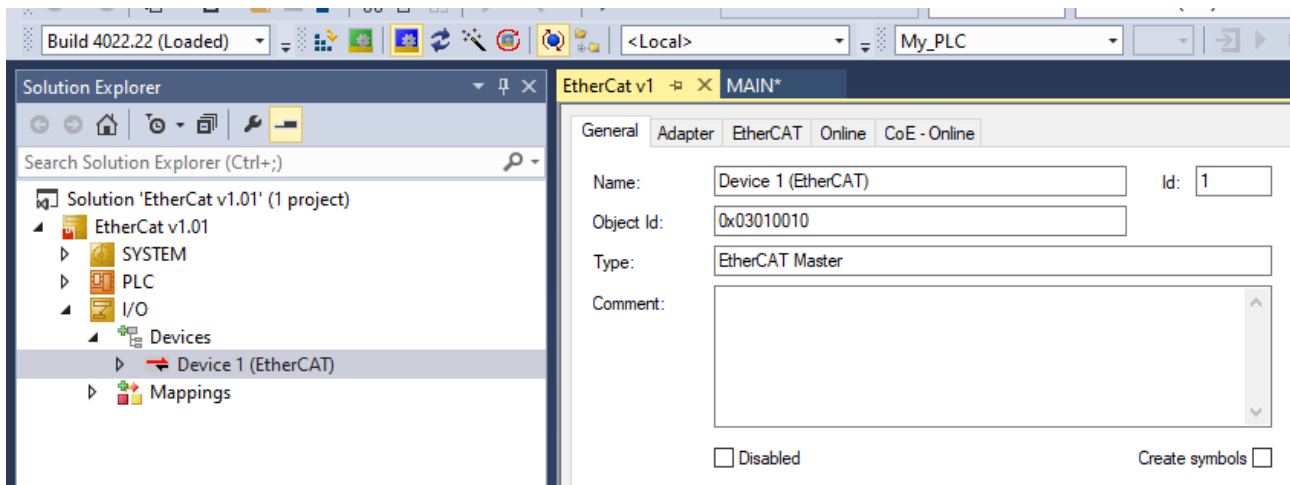 Build 4022.22 (Loaded) <Local> My_PLC
Solution Explorer
Search Solution Explorer (Ctrl+;)
Solution 'EtherCat v1.01' (1 project)
EtherCat v1.01
SYSTEM
PLC
I/O
Devices
Device 1 (EtherCAT)
Mappings
EtherCat v1 MAIN*
General Adapter EtherCAT Online CoE - Online
Name: Device 1 (EtherCAT) Id: 1
Object Id: 0x03010010
Type: EtherCAT Master
Comment:
Disabled Create symbols